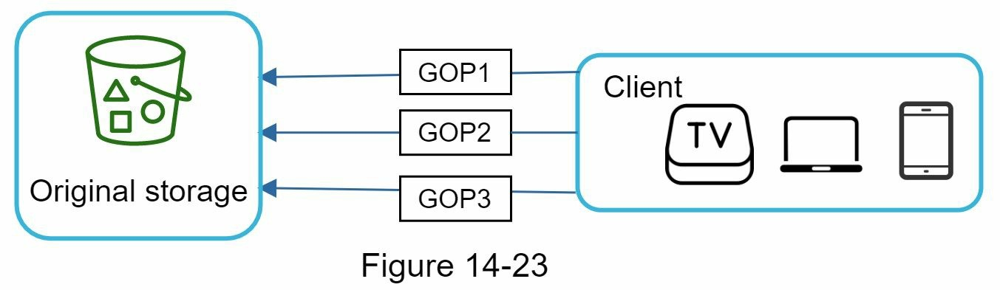 GOP1
Client
TV
GOP2
Original storage
GOP3
Figure 14-23